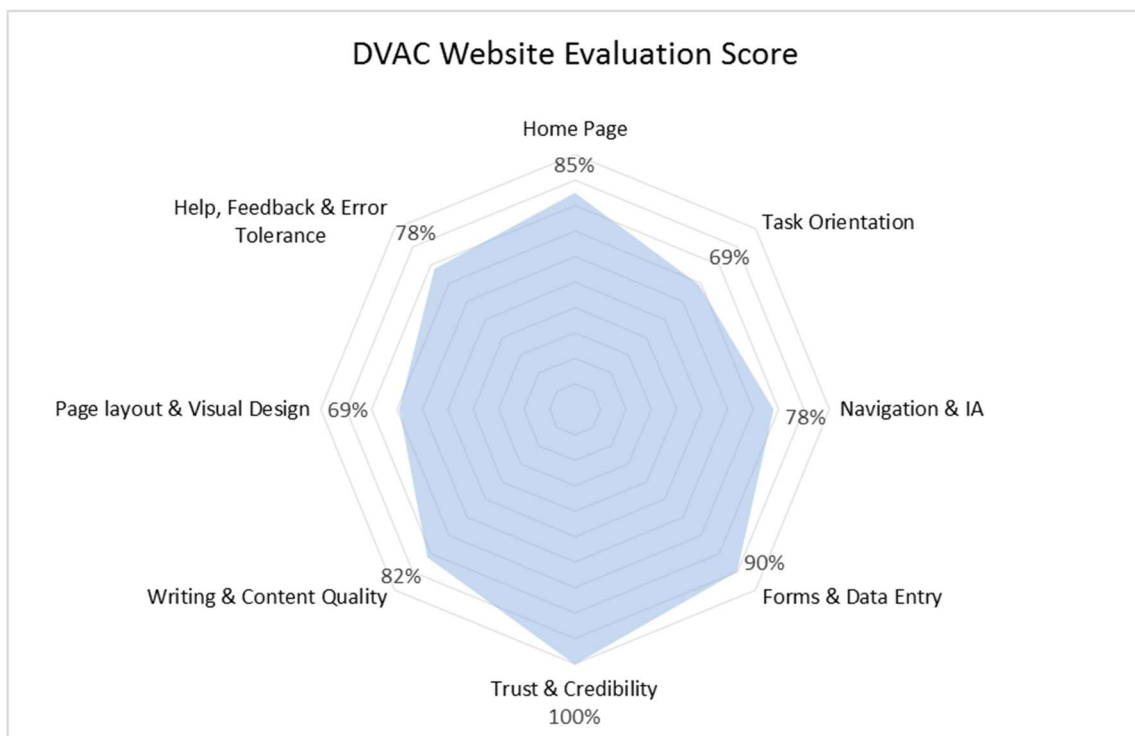 DVAC Website Evaluation Score
Home Page
85%
Task Orientation
69%
Navigation & IA
78%
Forms & Data Entry
90%
Trust & Credibility
100%
Writing & Content Quality
82%
Page layout & Visual Design
69%
Help, Feedback & Error
Tolerance
78%